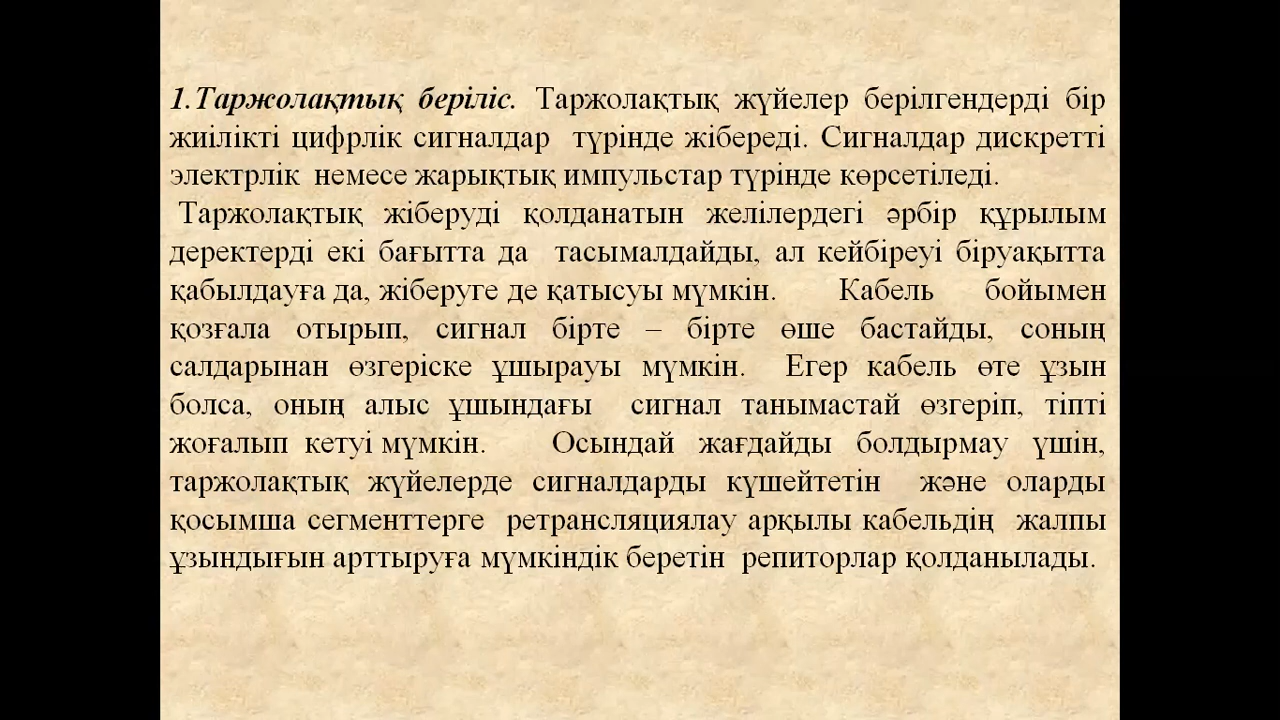 1.Таржолақтық беріліс. Таржолақтық жүйелер берілгендерді бір
жиілікті цифрлік сигналдар түрінде жібереді. Сигналдар дискретті
электрлік немесе жарықтық импульстар түрінде көрсетіледі.
Таржолақтық жіберуді қолданатын желілердегі әрбір құрылым
деректерді екі бағытта да тасымалдайды, ал кейбіреуі біруақытта
қабылдауға да, жіберуге де қатысуы мүмкін. Кабель бойымен
қозғала отырып, сигнал бірте – бірте өше бастайды, соның
салдарынан өзгеріске ұшырауы мүмкін. Егер кабель өте ұзын
болса, оның алыс ұшындағы сигнал танымастай өзгеріп, тіпті
жоғалып кетуі мүмкін. Осындай жағдайды болдырмау үшін,
таржолақтық жүйелерде сигналдарды күшейтетін және оларды
қосымша сегменттерге ретрансляциялау арқылы кабельдің жалпы
ұзындығын арттыруға мүмкіндік беретін репиторлар қолданылады.